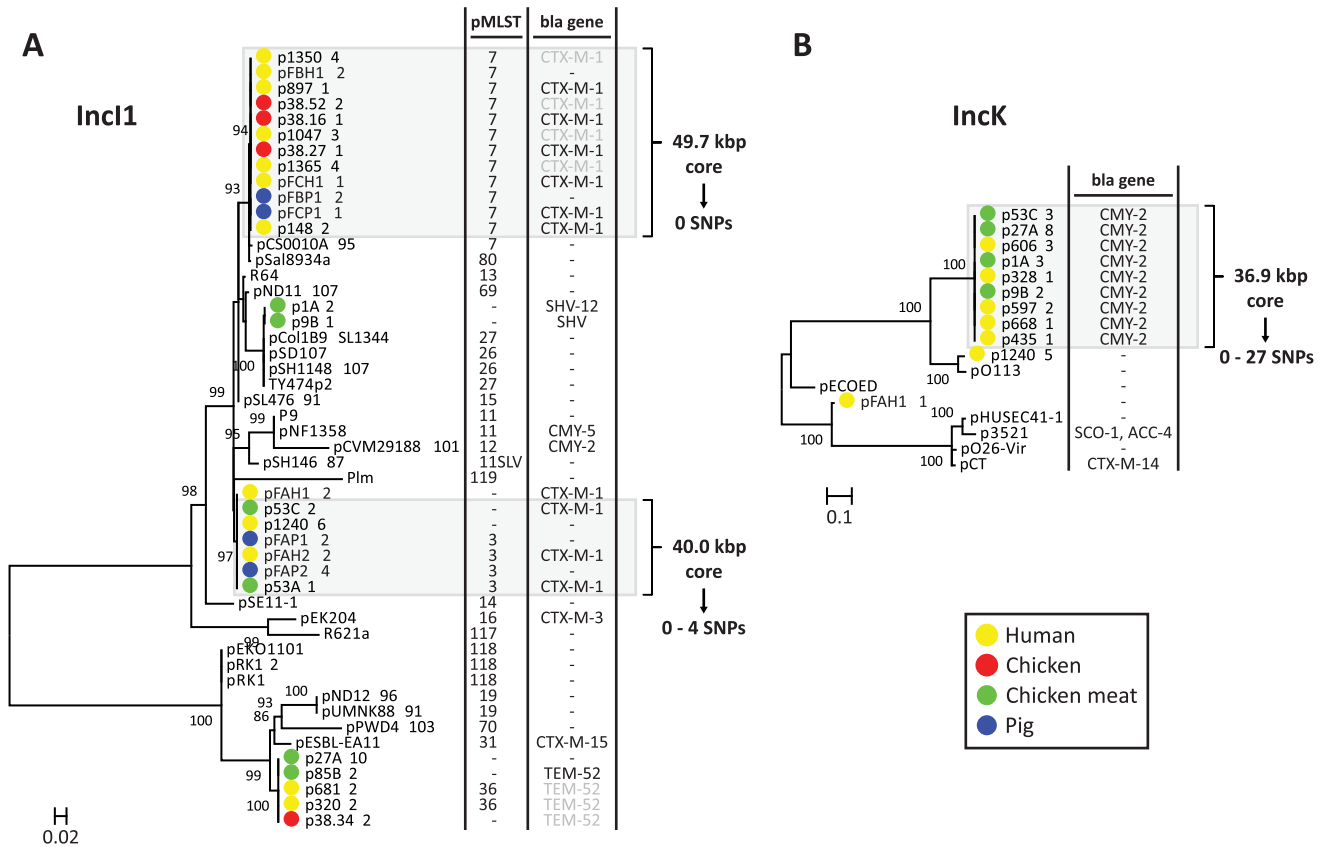 A
IncI1
pMLST bla gene
p1350 4 7 CTX-M-1
pFBH1 2 7 -
p897 1 7 CTX-M-1
p38.52 2 7 CTX-M-1
p38.16 1 7 CTX-M-1
p1047 3 7 CTX-M-1
p38.27 1 7 CTX-M-1
p1365 4 7 CTX-M-1
pFCH1 1 7 CTX-M-1
pFBP1 2 7 -
pFCP1 1 7 CTX-M-1
p148 2 7 CTX-M-1
pCS0010A 95 7 -
pSal8934a 80 -
R64 13 -
pND11 107 69 -
p1A 2 - SHV-12
p9B 1 - SHV
pCol1B9 SL1344 27 -
pSD107 26 -
pSH1148 107 26 -
TY474p2 27 -
pSL476 91 15 -
P9 11 -
pNF1358 11 CMY-5
pCVM29188 101 12 CMY-2
pSH146 87 11SLV -
Plm 119 -
pFAH1 2 - CTX-M-1
p53C 2 - CTX-M-1
p1240 6 - -
pFAP1 2 3 -
pFAH2 2 3 CTX-M-1
pFAP2 4 3 -
p53A 1 3 CTX-M-1
pSE11-1 14 -
pEK204 16 CTX-M-3
R621a 117 -
pEKO1101 118 -
pRK1 2 118 -
pRK1 118 -
pND12 96 19 -
pUMNK88 91 19 -
pPWD4 103 70 -
pESBL-EA11 31 CTX-M-15
p27A 10 - -
p85B 2 - TEM-52
p681 2 36 TEM-52
p320 2 36 TEM-52
p38.34 2 - TEM-52
94
93
100
99
99
95
98
97
99
100
100
93
86
99
100
0.02
49.7 kbp
core
0 SNPs
40.0 kbp
core
0 - 4 SNPs
B
IncK
bla gene
p53C 3 CMY-2
p27A 8 CMY-2
p606 3 CMY-2
p1A 3 CMY-2
p328 1 CMY-2
p9B 2 CMY-2
p597 2 CMY-2
p668 1 CMY-2
p435 1 CMY-2
p1240 5 -
pO113 -
pECOED -
pFAH1 1 -
pHUSEC41-1 -
p3521 SCO-1, ACC-4
pO26-Vir -
pCT CTX-M-14
100
100
100
100
100
100
0.1
36.9 kbp
core
0 - 27 SNPs
Human
Chicken
Chicken meat
Pig